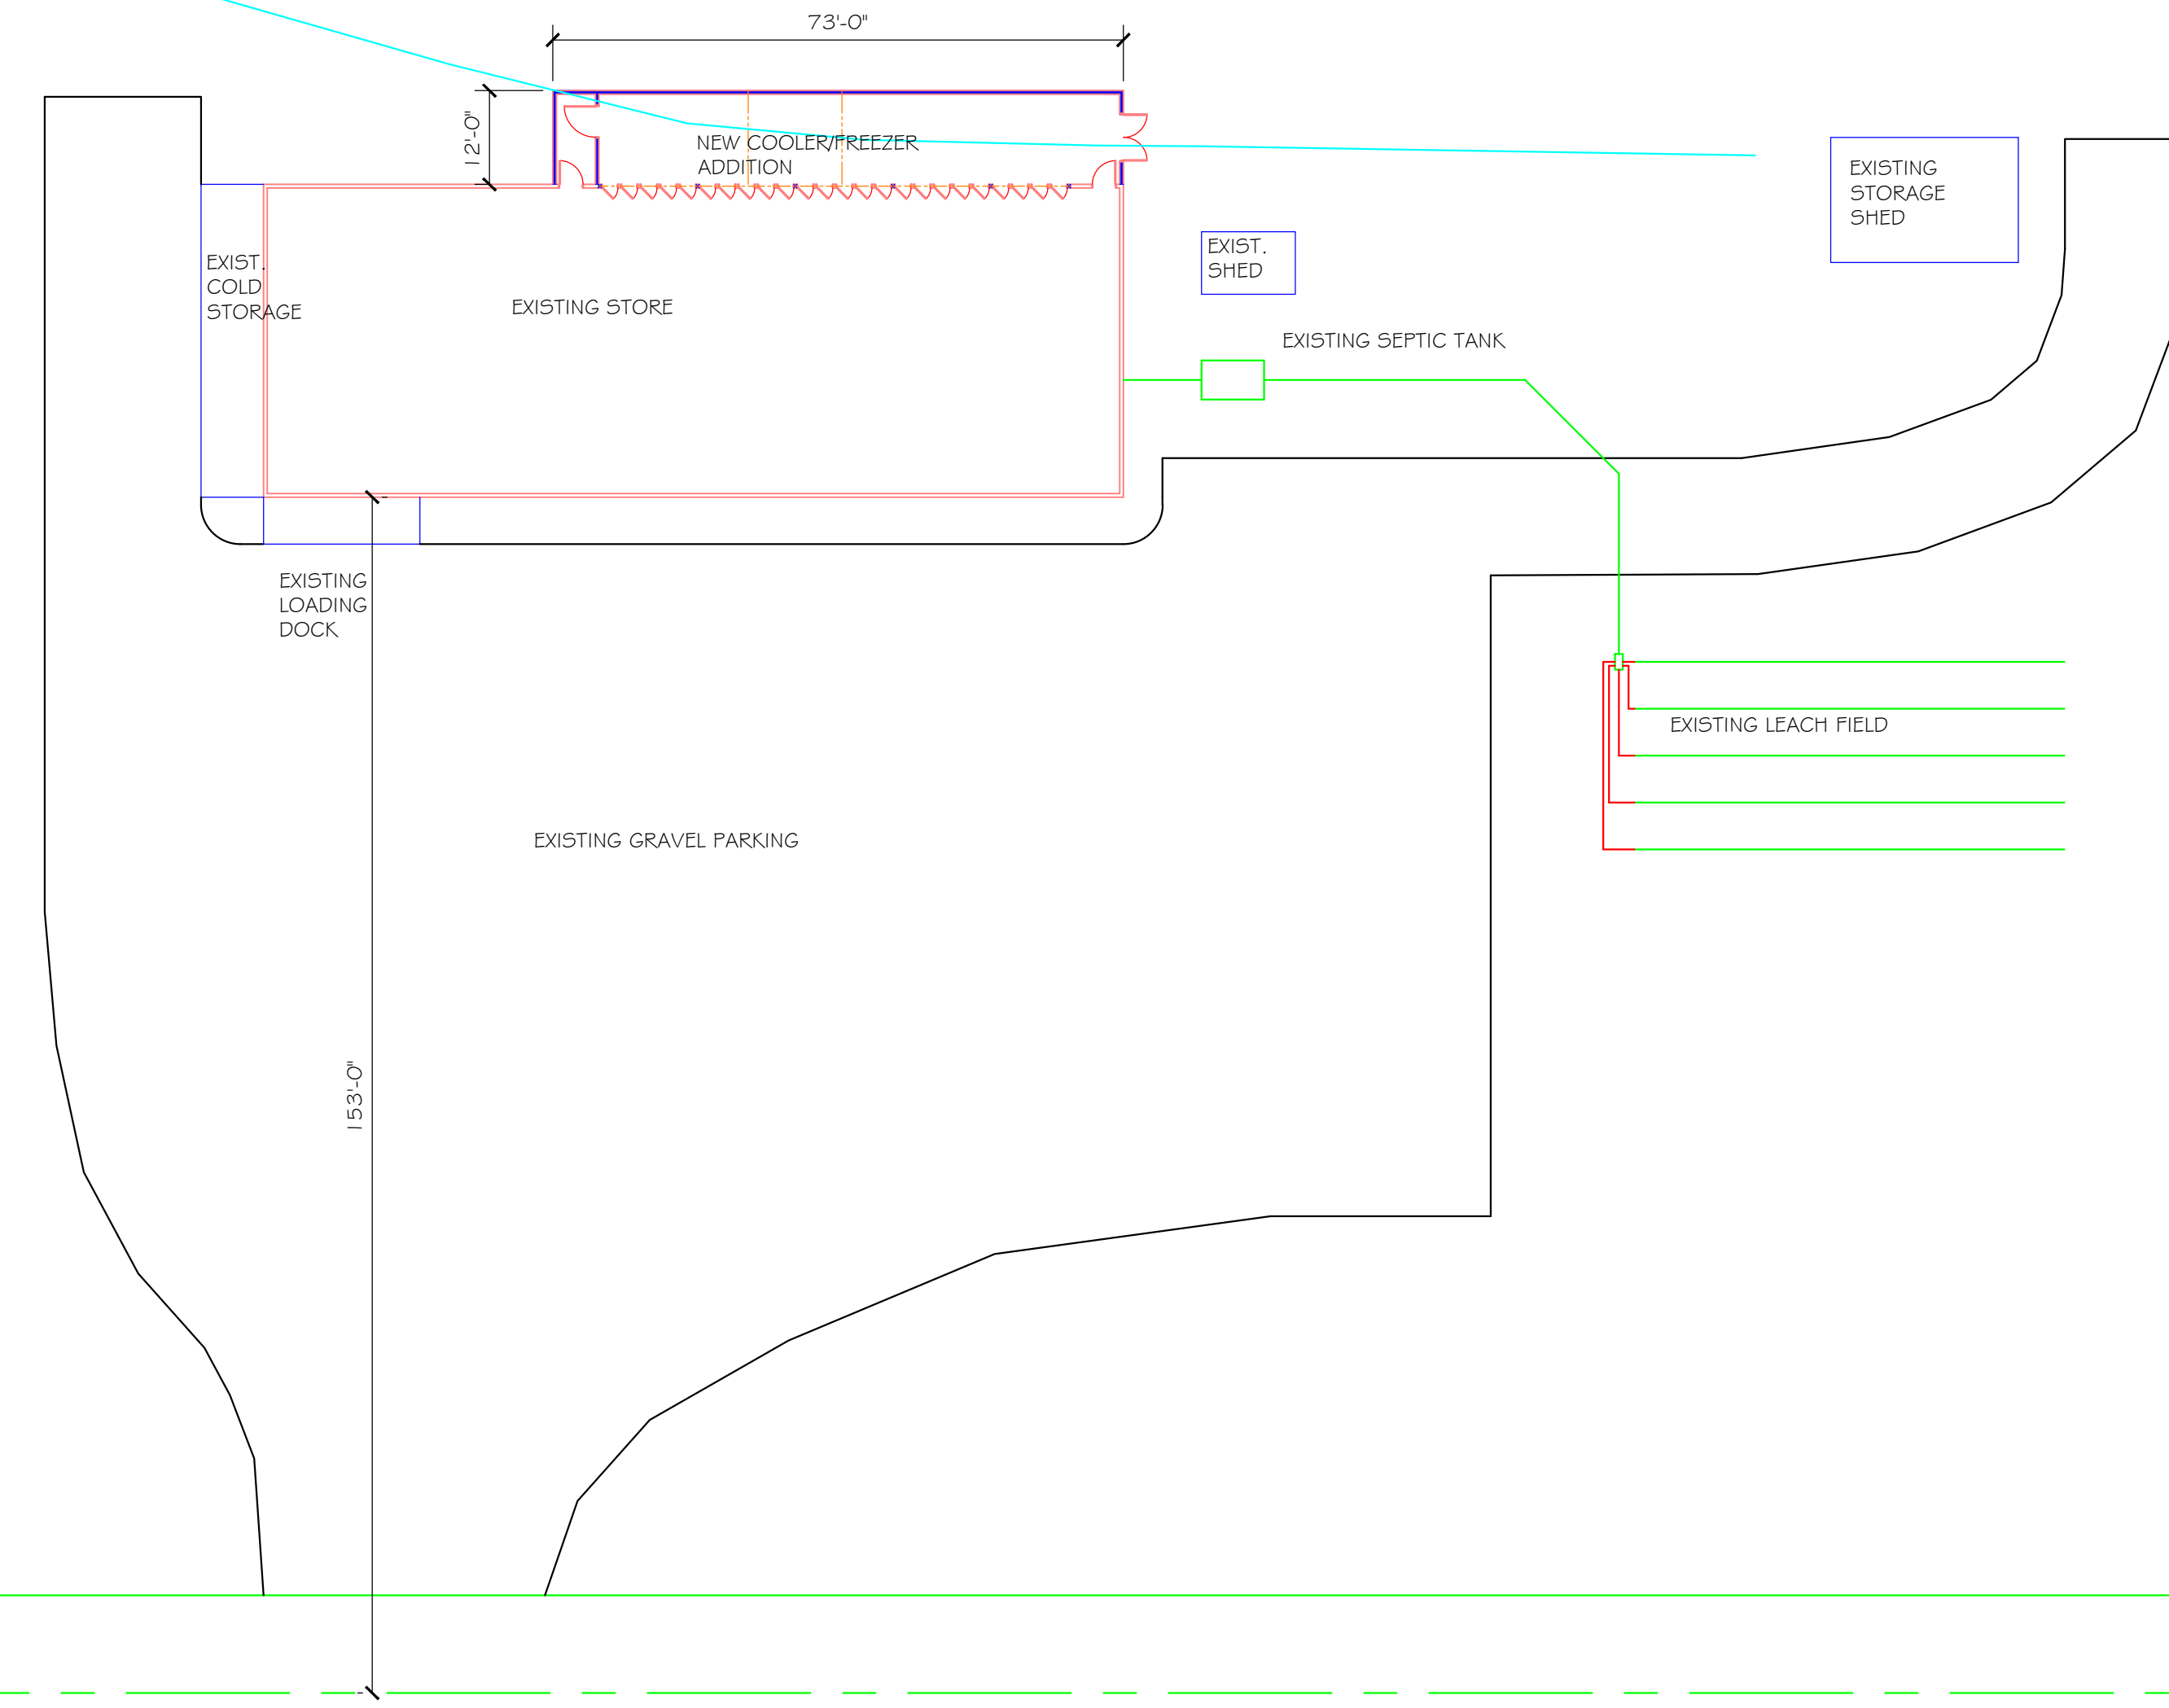 73'-0"
12'-0"
NEW COOLER/FREEZER
ADDITION
EXISTING
STORAGE
SHED
EXIST.
SHED
EXIST.
COLD
STORAGE
EXISTING STORE
EXISTING SEPTIC TANK
EXISTING
LOADING
DOCK
EXISTING LEACH FIELD
EXISTING GRAVEL PARKING
153'-0"